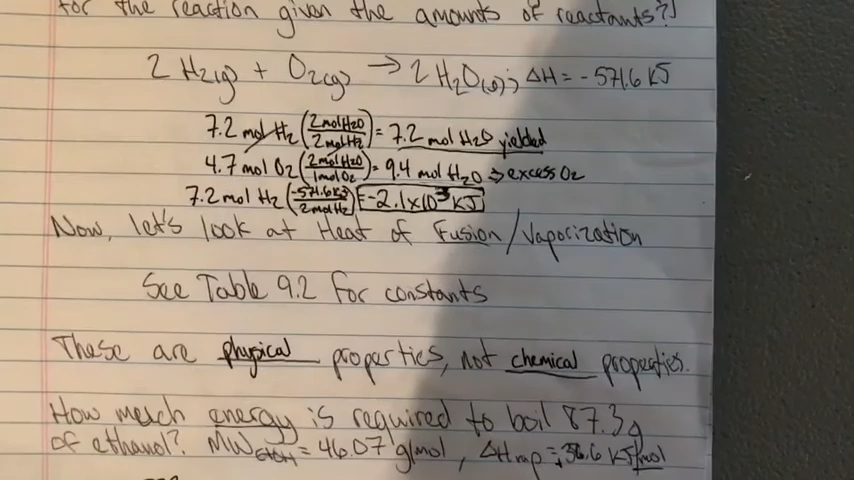 for the reaction given the amounts of reactants?]
2 H2(g) + O2(g) → 2 H2O(g); ΔH = -571.6 kJ
7.2 mol H2 (2 mol H2O / 2 mol H2) = 7.2 mol H2O yielded
4.7 mol O2 (2 mol H2O / 1 mol O2) = 9.4 mol H2O ⇒ excess O2
7.2 mol H2 (-571.6 kJ / 2 mol H2) = -2.1x10³ kJ
Now, let's look at Heat of Fusion/Vaporization
See Table 9.2 for constants
These are physical properties, not chemical properties.
How much energy is required to boil 87.3g
of ethanol? MW EtOH = 46.07 g/mol, ΔHvap = +38.6 kJ/mol